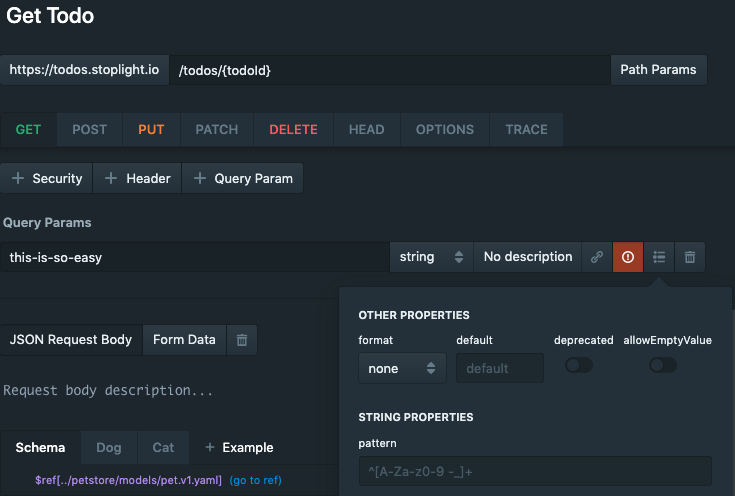 Get Todo
https://todos.stoplight.io /todos/{todoId} Path Params
GET POST PUT PATCH DELETE HEAD OPTIONS TRACE
+ Security + Header + Query Param
Query Params
this-is-so-easy string No description
OTHER PROPERTIES
format default deprecated allowEmptyValue
none default
STRING PROPERTIES
pattern
^[A-Za-z0-9 -_]+
JSON Request Body Form Data
Request body description...
Schema Dog Cat + Example
$ref[../petstore/models/pet.v1.yaml] (go to ref)